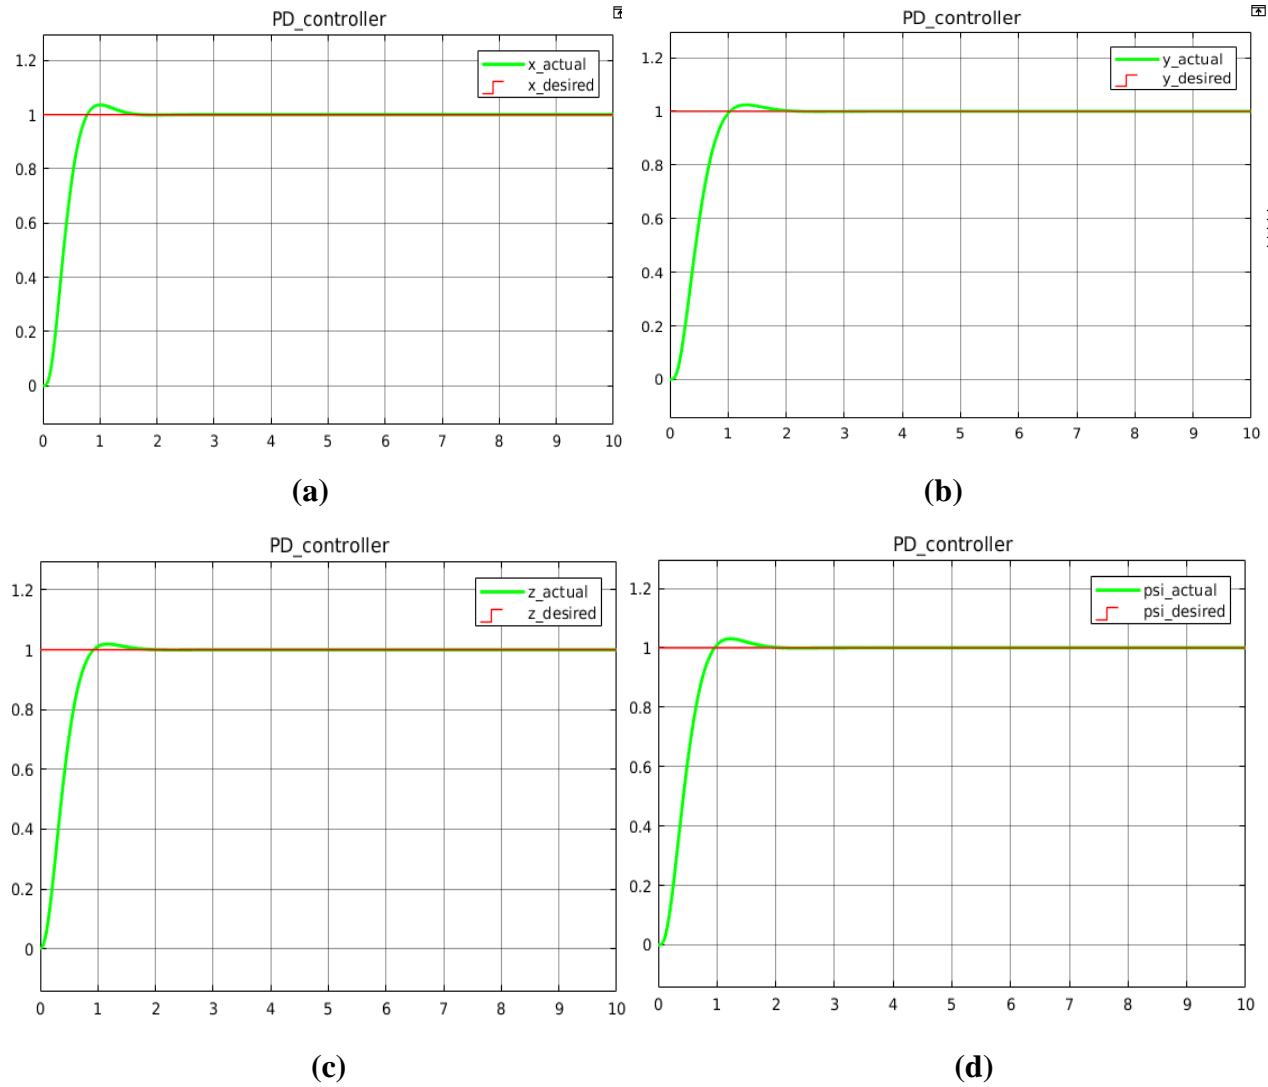 PD_controller
1.2
1
0.8
0.6
0.4
0.2
0
x_actual
x_desired
0 1 2 3 4 5 6 7 8 9 10
(a)
PD_controller
1.2
1
0.8
0.6
0.4
0.2
0
y_actual
y_desired
0 1 2 3 4 5 6 7 8 9 10
(b)
PD_controller
1.2
1
0.8
0.6
0.4
0.2
0
z_actual
z_desired
0 1 2 3 4 5 6 7 8 9 10
(c)
PD_controller
1.2
1
0.8
0.6
0.4
0.2
0
psi_actual
psi_desired
0 1 2 3 4 5 6 7 8 9 10
(d)